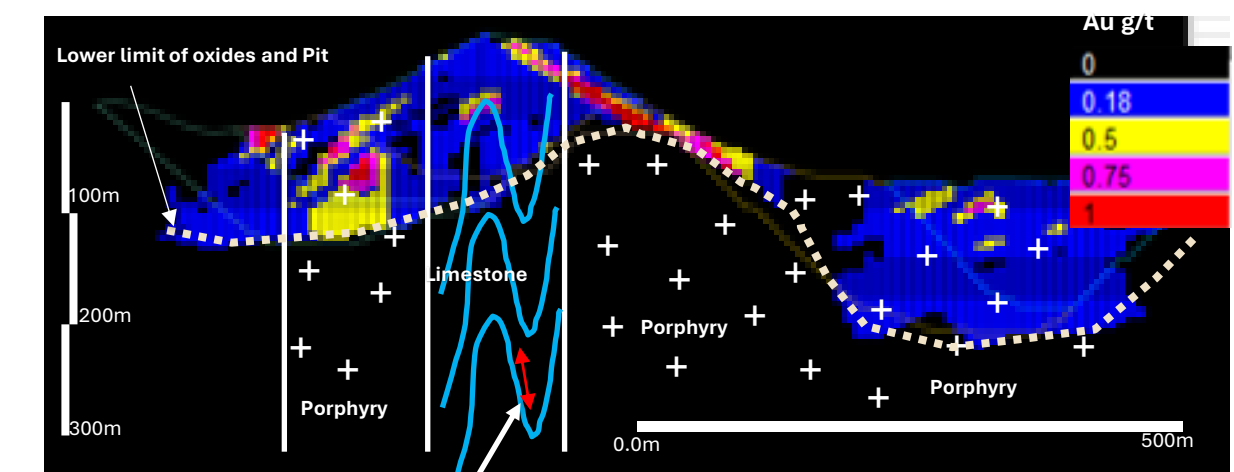 Au g/t
Lower limit of oxides and Pit
0
0.18
0.5
0.75
1
100m
200m
300m
Limestone
Porphyry
Porphyry
Porphyry
0.0m
500m